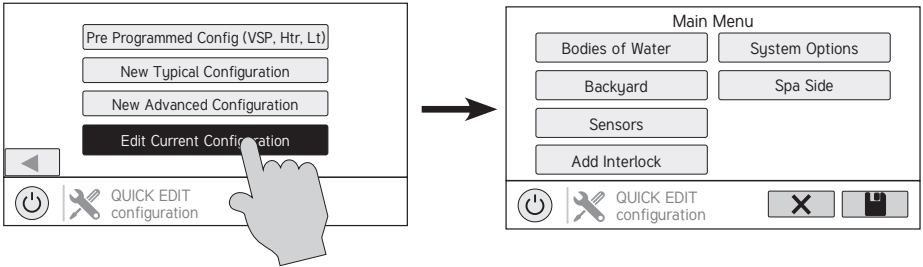 Pre Programmed Config (VSP, Htr, Lt)
New Typical Configuration
New Advanced Configuration
Edit Current Configuration
QUICK EDIT
configuration
Main Menu
Bodies of Water
System Options
Backyard
Spa Side
Sensors
Add Interlock
QUICK EDIT
configuration